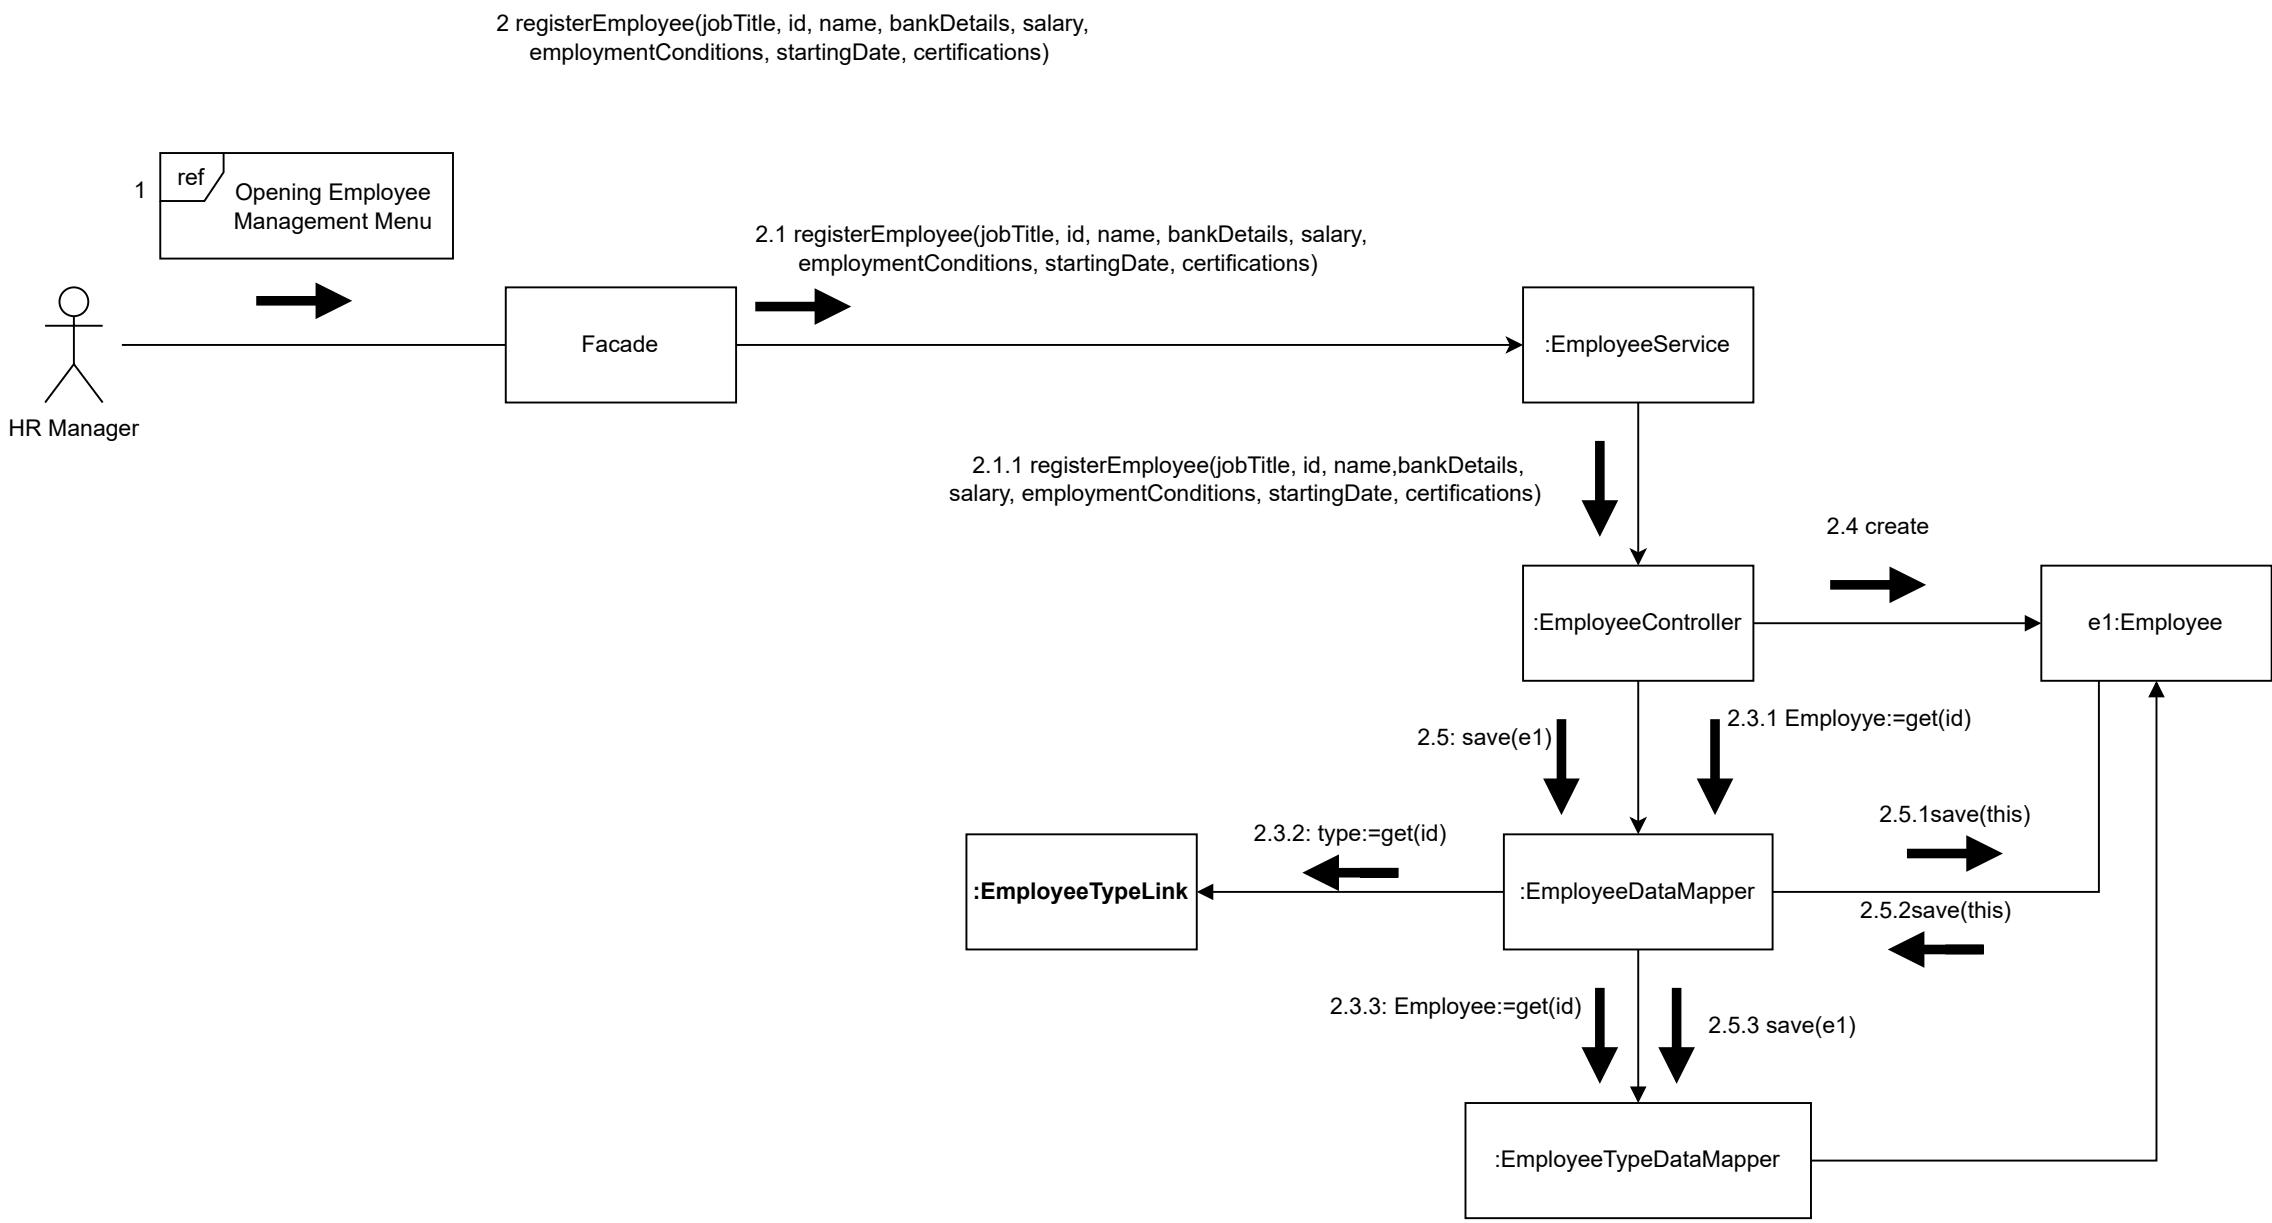 2 registerEmployee(jobTitle, id, name, bankDetails, salary,
employmentConditions, startingDate, certifications)
1
ref
Opening Employee
Management Menu
2.1 registerEmployee(jobTitle, id, name, bankDetails, salary,
employmentConditions, startingDate, certifications)
HR Manager
Facade
:EmployeeService
2.1.1 registerEmployee(jobTitle, id, name,bankDetails,
salary, employmentConditions, startingDate, certifications)
2.4 create
:EmployeeController
e1:Employee
2.5: save(e1)
2.3.1 Employye:=get(id)
2.3.2: type:=get(id)
2.5.1save(this)
:EmployeeTypeLink
:EmployeeDataMapper
2.5.2save(this)
2.3.3: Employee:=get(id)
2.5.3 save(e1)
:EmployeeTypeDataMapper